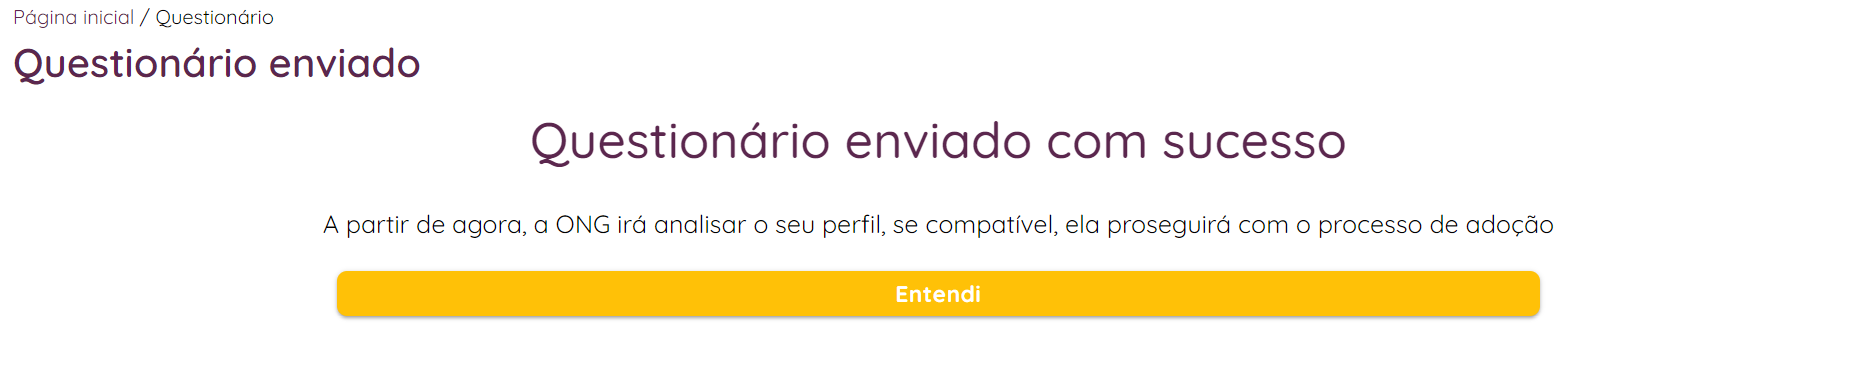 Página inicial / Questionário
Questionário enviado
Questionário enviado com sucesso
A partir de agora, a ONG irá analisar o seu perfil, se compatível, ela proseguirá com o processo de adoção
Entendi